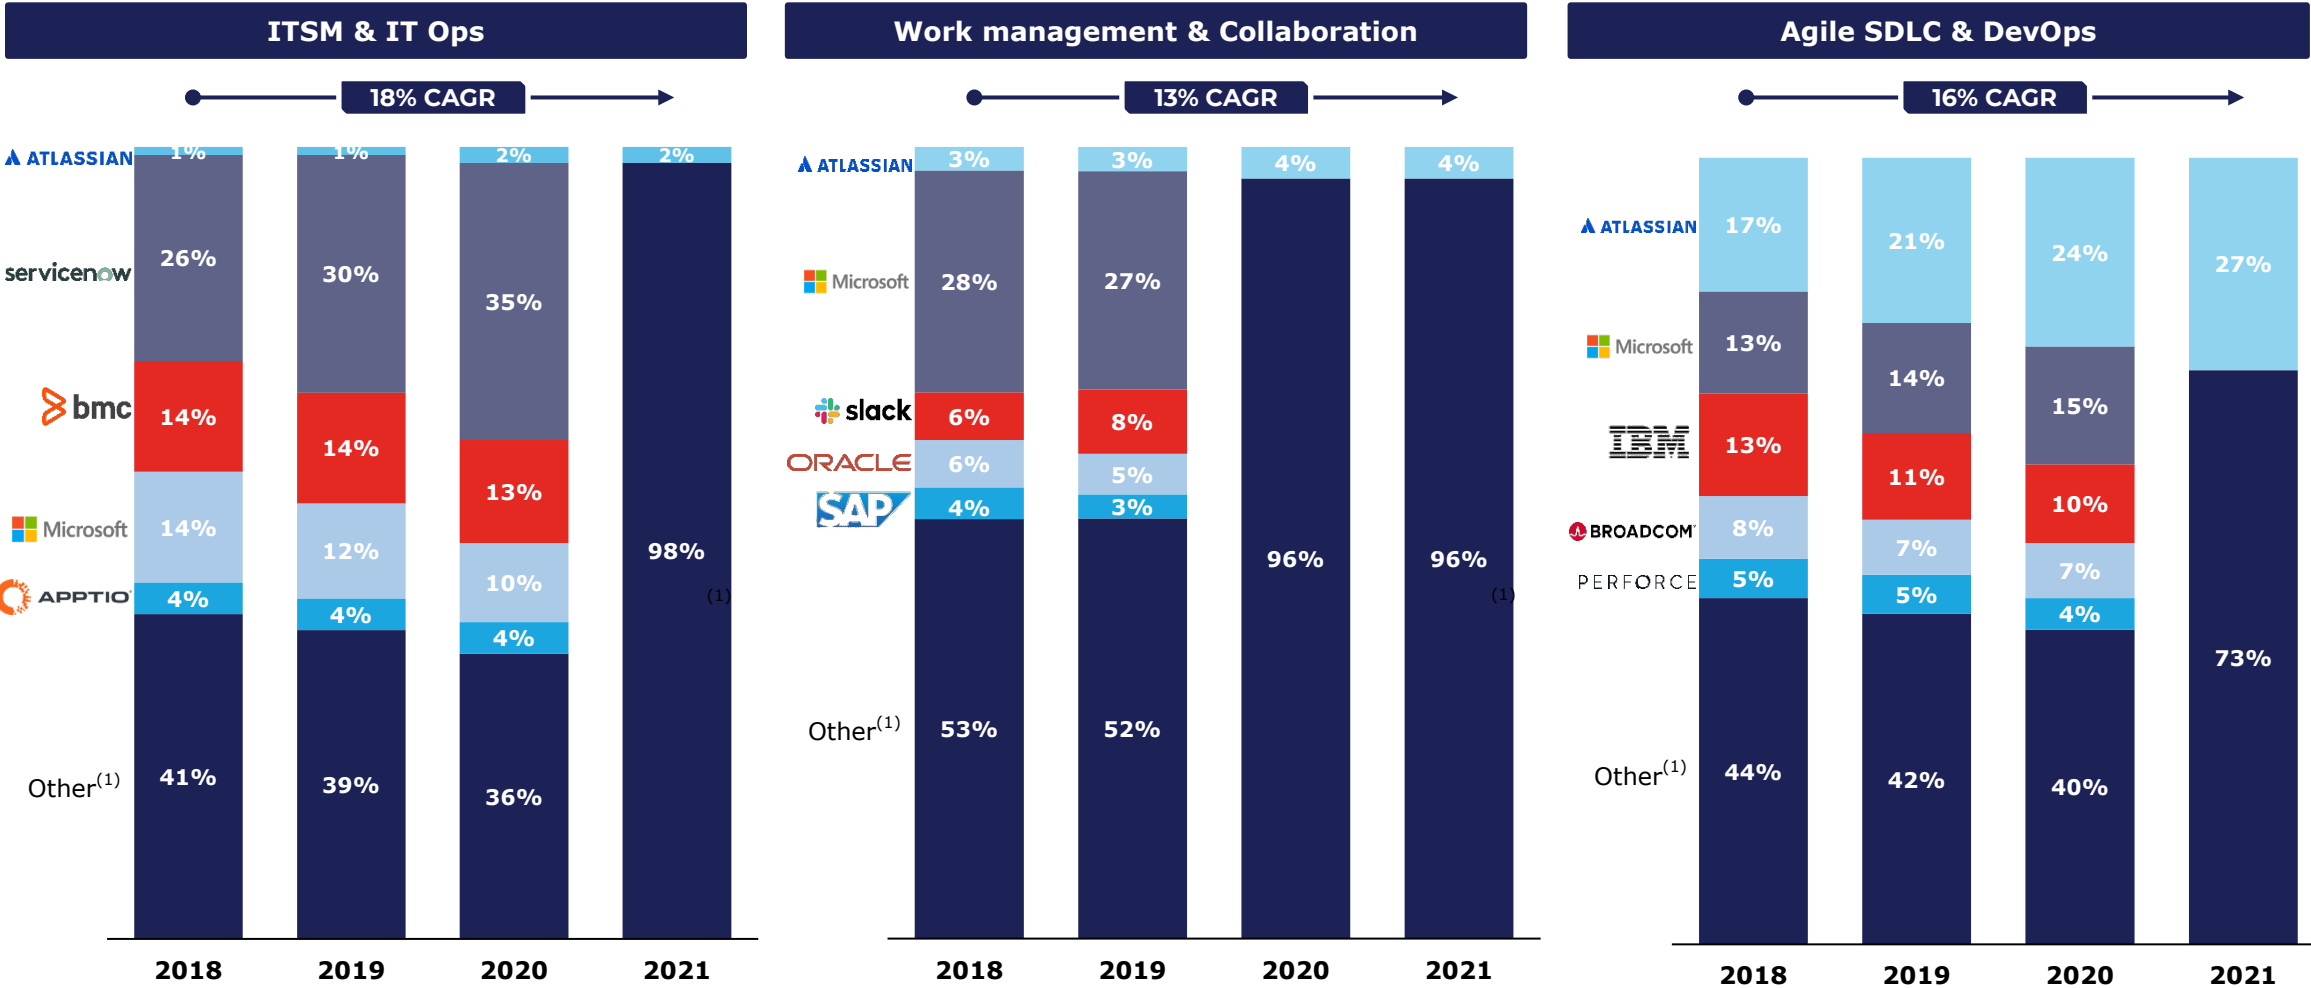 ITSM & IT Ops
18% CAGR
ATLASSIAN 1% 1% 2% 2%
servicenow 26% 30% 35%
bmc 14% 14% 13%
Microsoft 14% 12% 10% 98%
APPTIO 4% 4% 4% (1)
Other(1) 41% 39% 36%
2018 2019 2020 2021
Work management & Collaboration
13% CAGR
ATLASSIAN 3% 3% 4% 4%
Microsoft 28% 27%
slack 6% 8%
ORACLE 6% 5%
SAP 4% 3% 96% 96%
(1)
Other(1) 53% 52%
2018 2019 2020 2021
Agile SDLC & DevOps
16% CAGR
ATLASSIAN 17% 21% 24% 27%
Microsoft 13% 14% 15%
IBM 13% 11% 10%
BROADCOM 8% 7% 7%
PERFORCE 5% 5% 4% 73%
Other(1) 44% 42% 40%
2018 2019 2020 2021